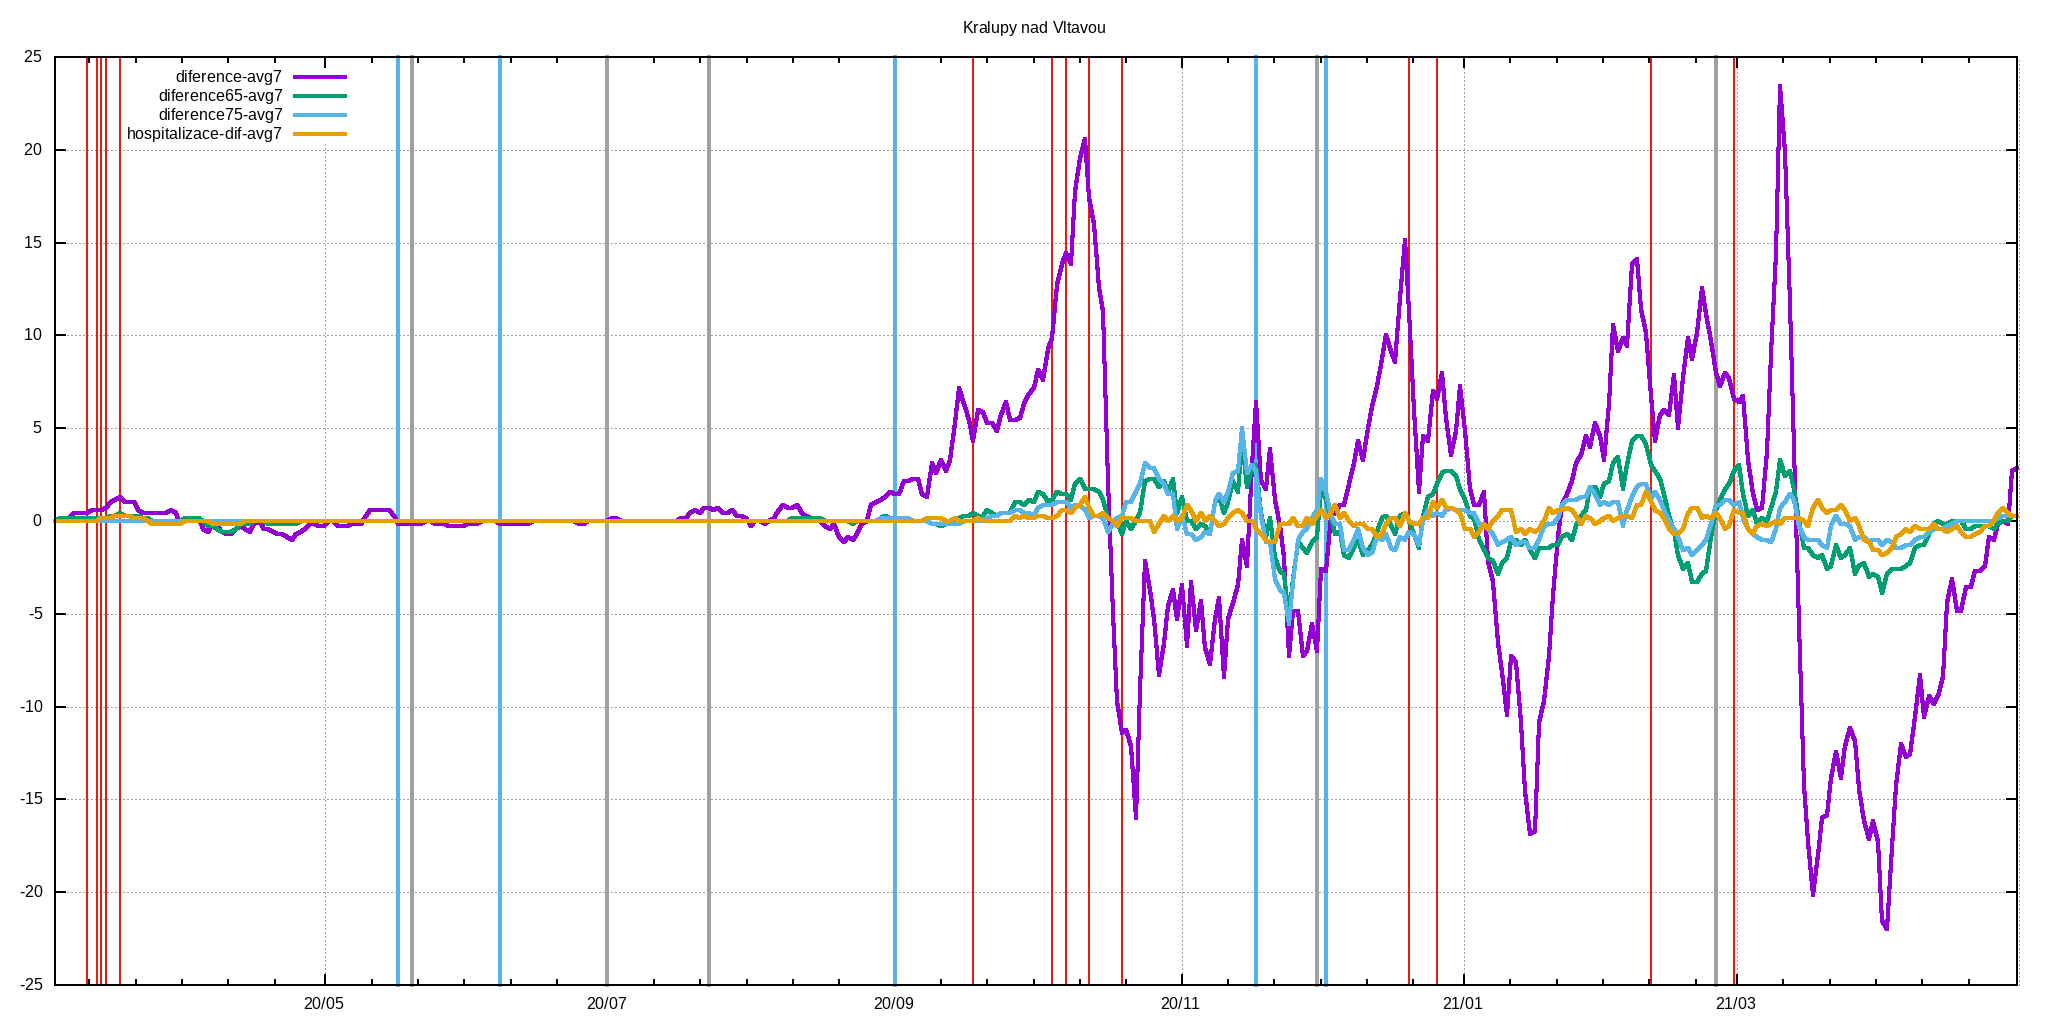 Kralupy nad Vltavou
diference-avg7
diference65-avg7
diference75-avg7
hospitalizace-dif-avg7
25
20
15
10
5
0
-5
-10
-15
-20
-25
20/05 20/07 20/09 20/11 21/01 21/03